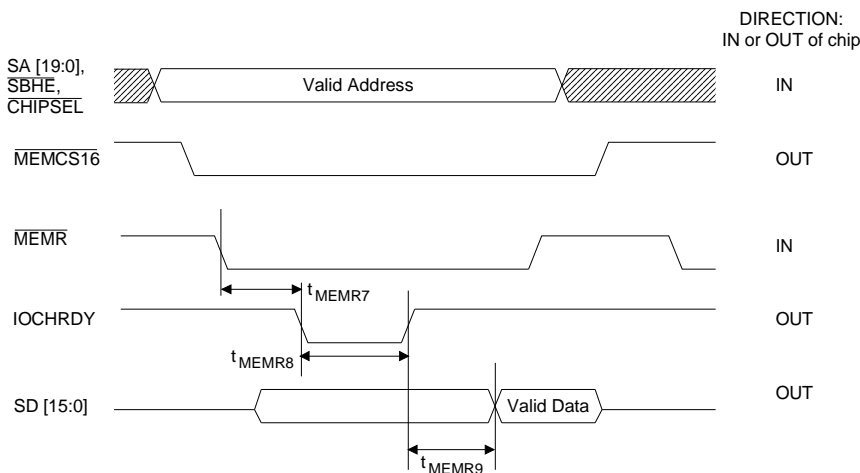 DIRECTION:
IN or OUT of chip
SA [19:0],
SBHE,
CHIPSEL
Valid Address
IN
MEMCS16
OUT
MEMR
IN
tMEMR7
IOCHRDY
OUT
tMEMR8
SD [15:0]
Valid Data
OUT
tMEMR9